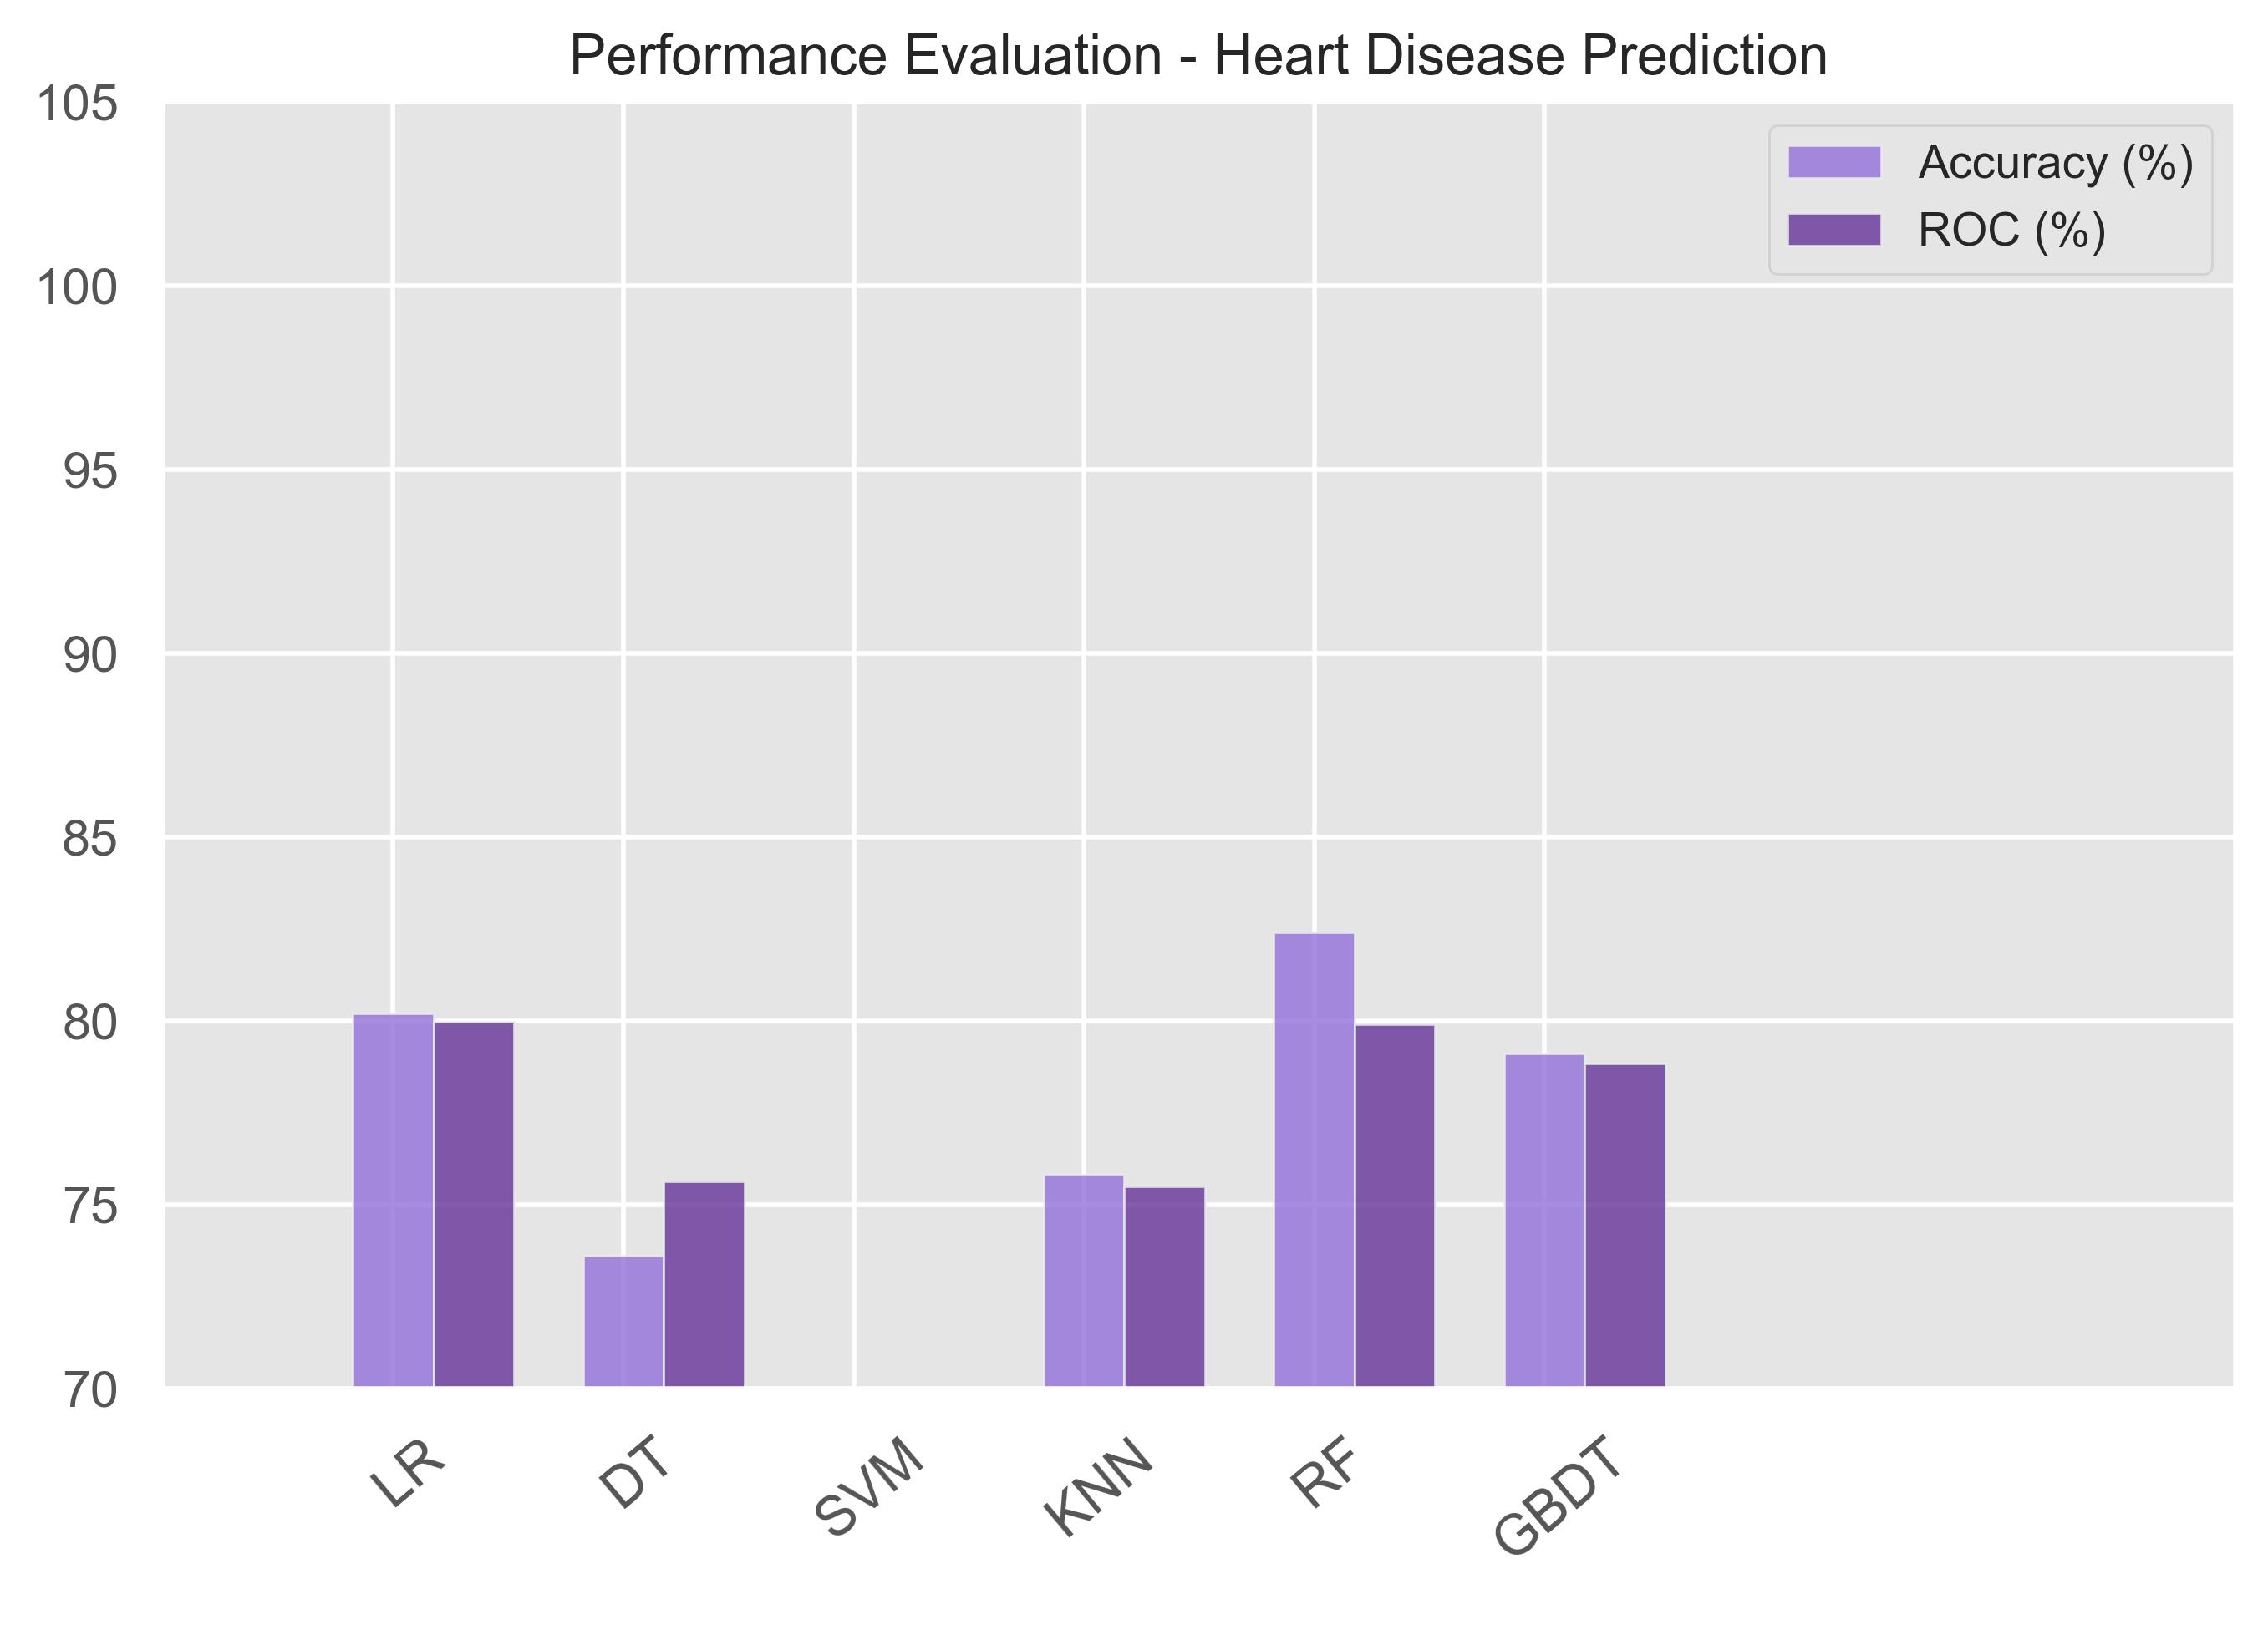 Perfomance Evaluation - Heart Disease Prediction
105
100
95
90
85
80
75
70
Accuracy (%)
ROC (%)
LR
DT
SVM
KNN
RF
GBDT